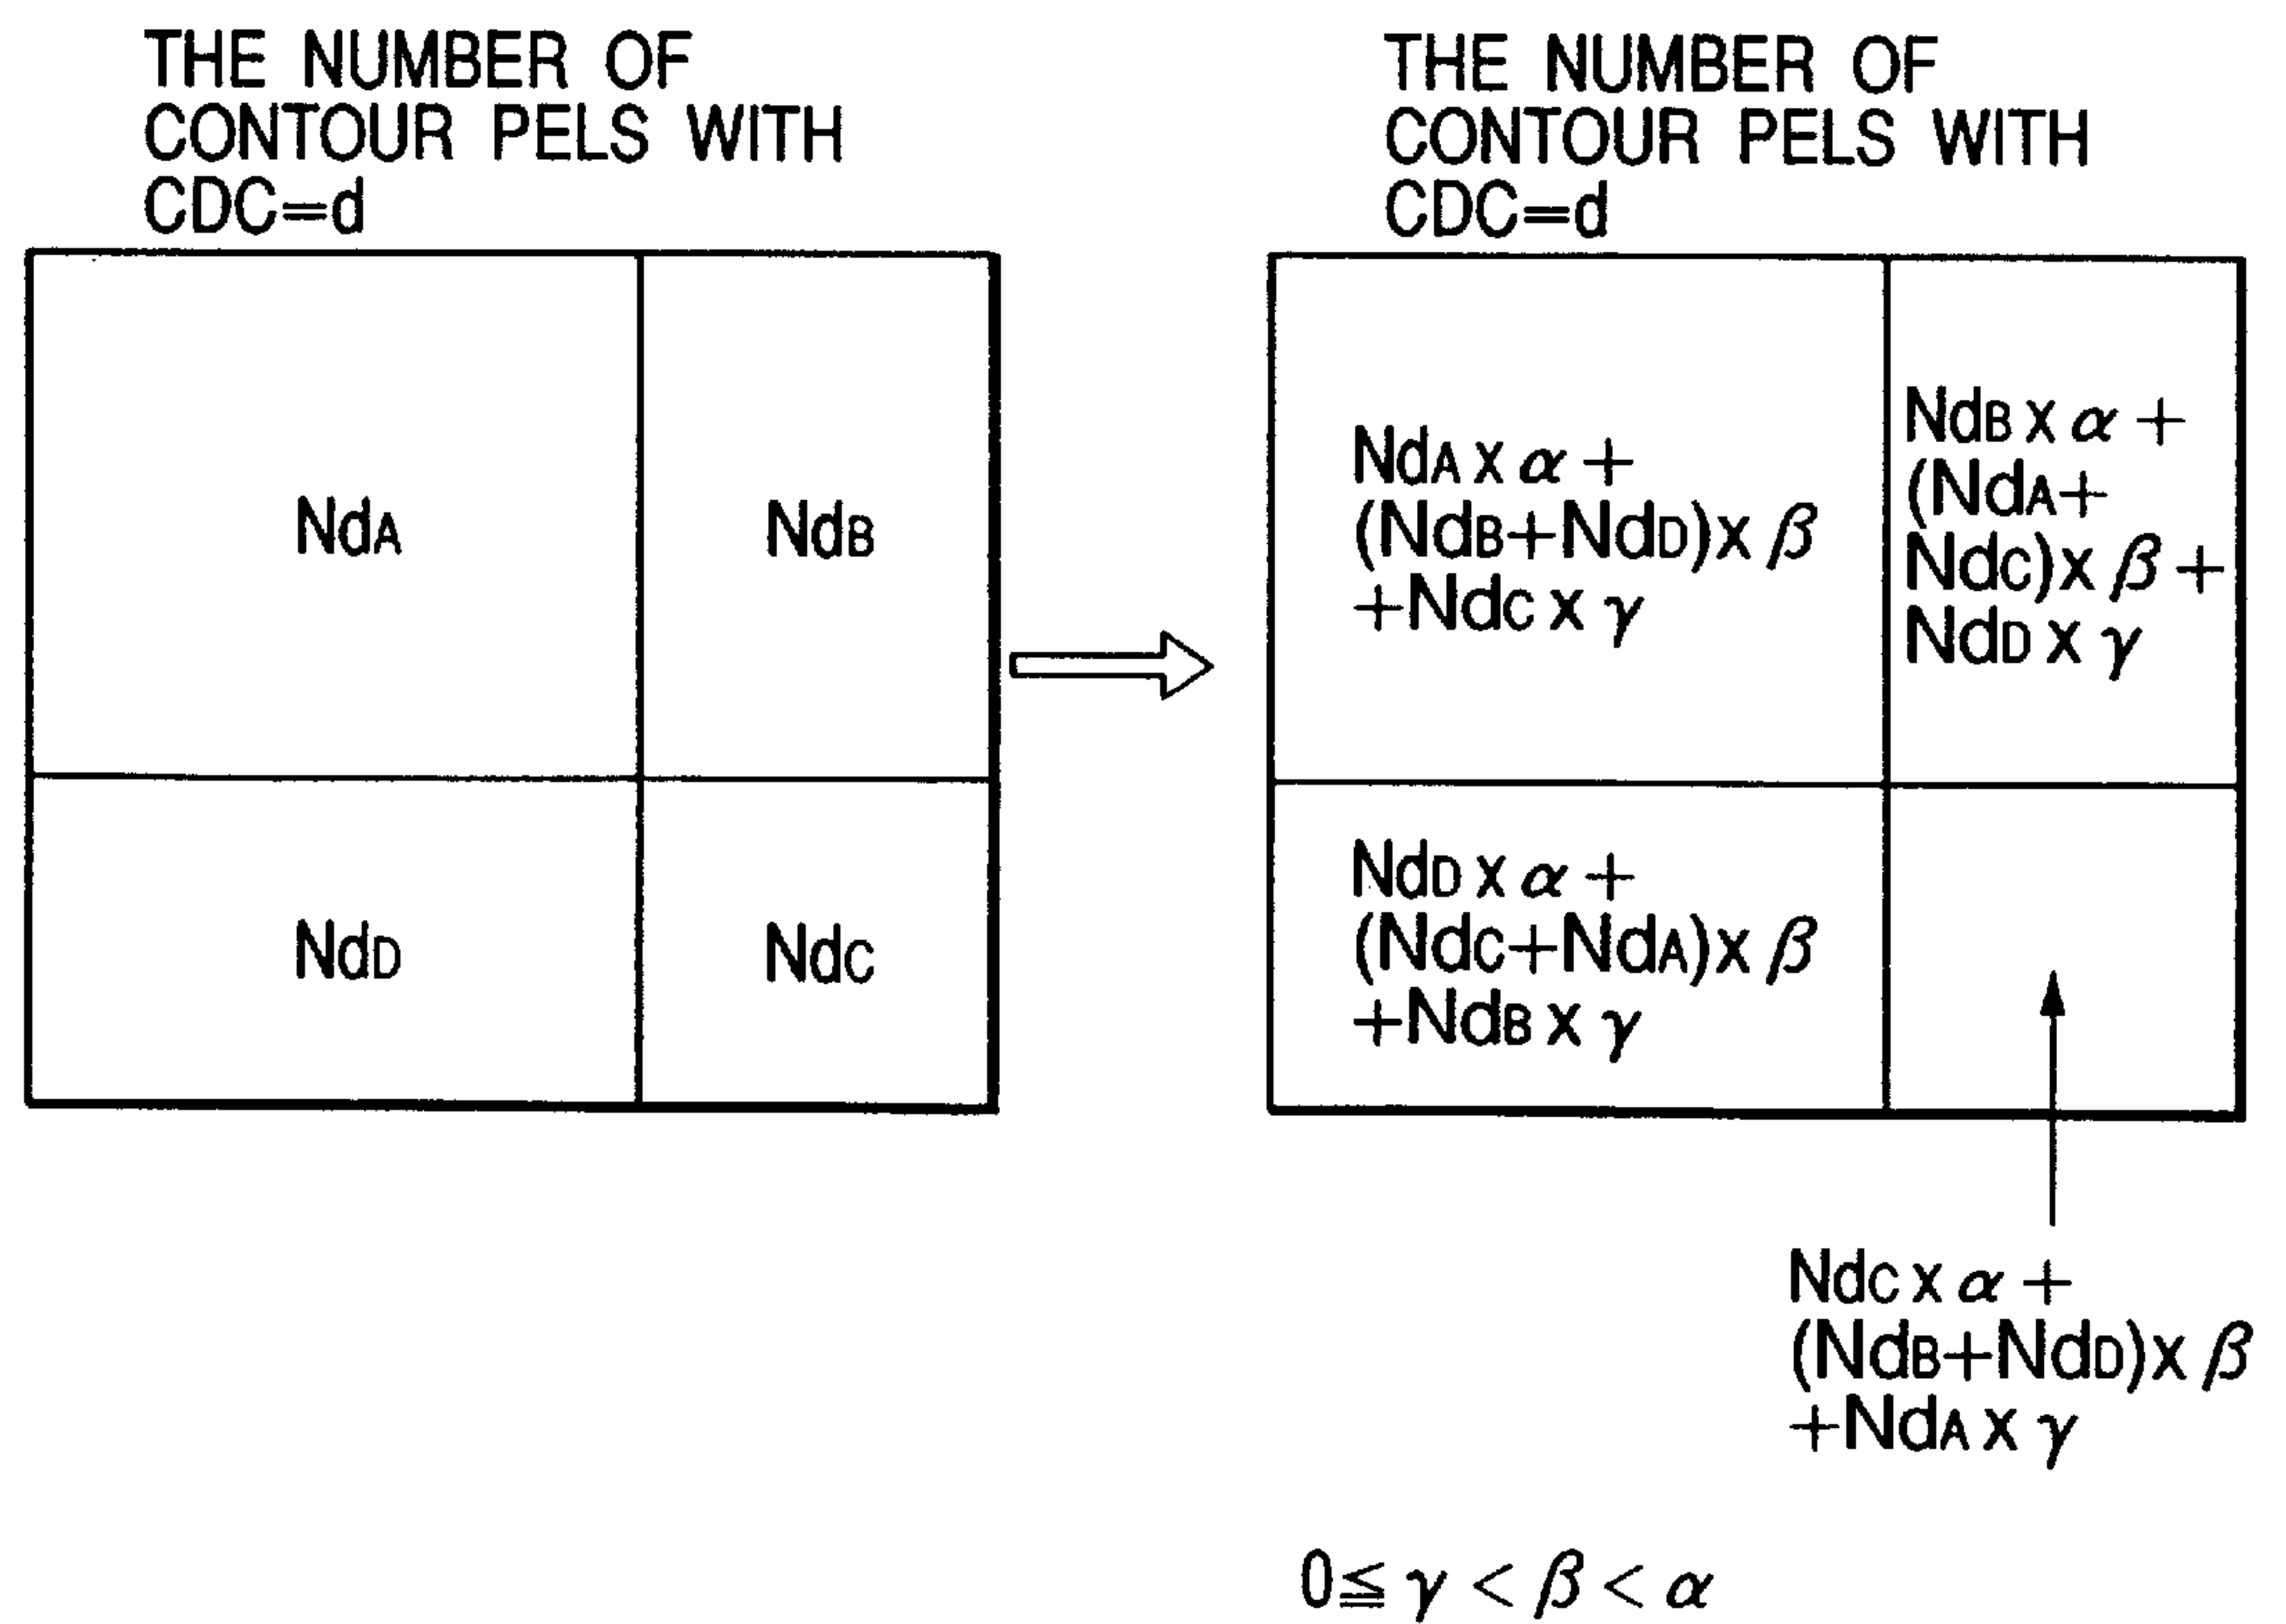 THE NUMBER OF
CONTOUR PELS WITH
CDC=d
NdA
NdB
NdD
NdC
THE NUMBER OF
CONTOUR PELS WITH
CDC=d
NdA x α +
(NdB+NdD)x β
+NdC x γ
NdB x α +
(NdA+
NdC)x β +
NdD x γ
NdD x α +
(NdC+NdA)x β
+NdB x γ
NdC x α +
(NdB+NdD)x β
+NdA x γ
0≦ γ < β < α